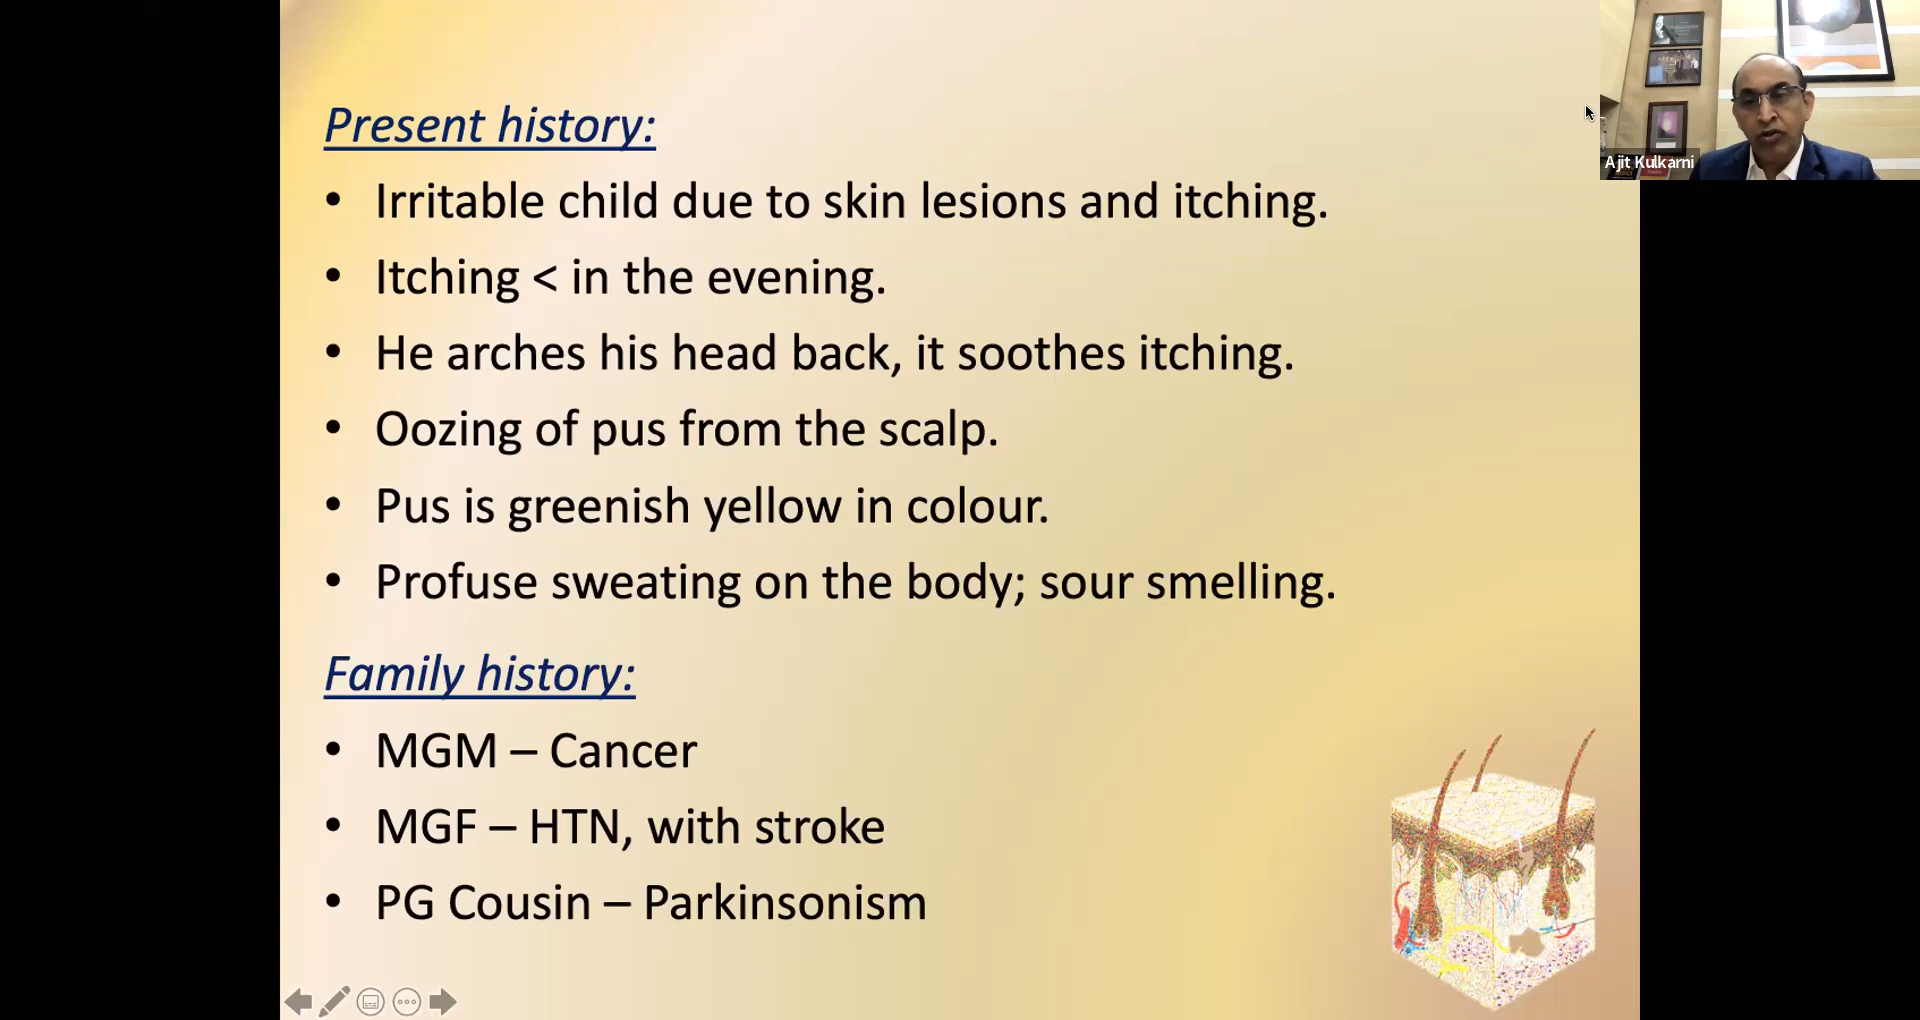 Present history:
• Irritable child due to skin lesions and itching.
• Itching < in the evening.
• He arches his head back, it soothes itching.
• Oozing of pus from the scalp.
• Pus is greenish yellow in colour.
• Profuse sweating on the body; sour smelling.
Family history:
• MGM – Cancer
• MGF – HTN, with stroke
• PG Cousin – Parkinsonism
Ajit Kulkarni